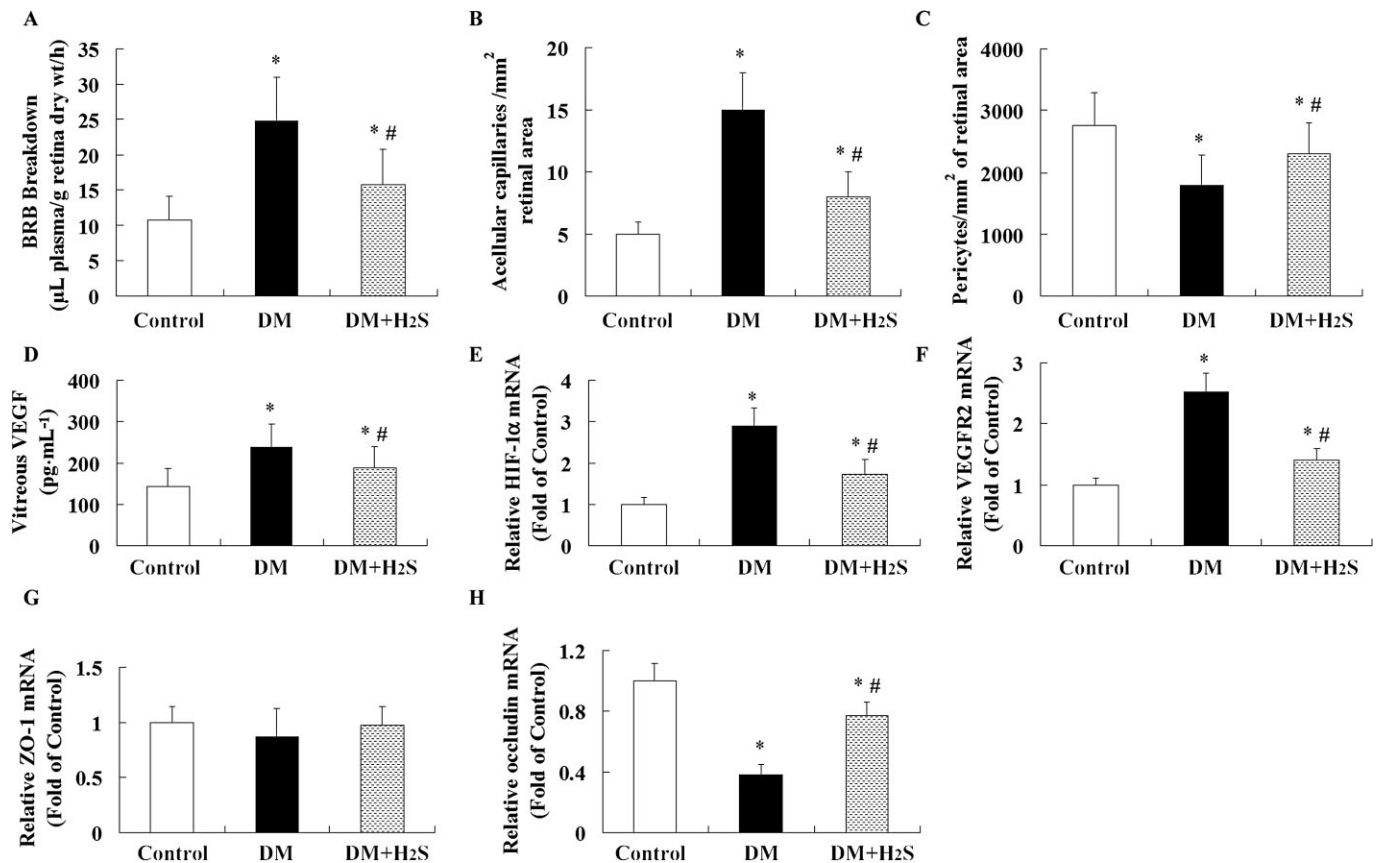 A
BRB Breakdown
(μL plasma/g retina dry wt/h)
35
30
25
20
15
10
5
0
*
* #
Control DM DM+H2S
B
Acellular capillaries /mm2
retinal area
20
15
10
5
0
*
* #
Control DM DM+H2S
C
Pericytes/mm2 of retinal area
4000
3000
2000
1000
0
*
* #
Control DM DM+H2S
D
Vitreous VEGF
(pg·mL-1)
400
300
200
100
0
*
* #
Control DM DM+H2S
E
Relative HIF-1α mRNA
(Fold of Control)
4
3
2
1
0
*
* #
Control DM DM+H2S
F
Relative VEGFR2 mRNA
(Fold of Control)
3
2
1
0
*
* #
Control DM DM+H2S
G
Relative ZO-1 mRNA
(Fold of Control)
1.5
1
0.5
0
Control DM DM+H2S
H
Relative occludin mRNA
(Fold of Control)
1.2
0.8
0.4
0
*
* #
Control DM DM+H2S